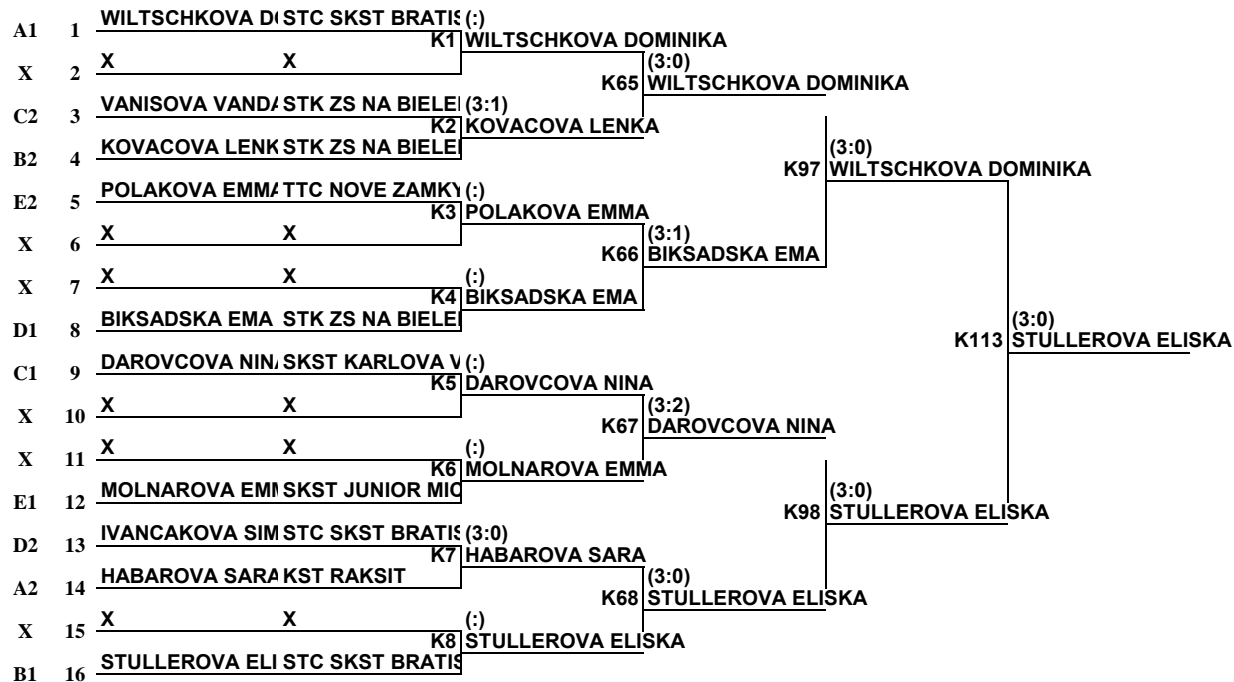 A1 1 WILTSCHKOVA D STC SKST BRATIS (:)
K1 WILTSCHKOVA DOMINIKA
X 2 X X (3:0)
K65 WILTSCHKOVA DOMINIKA
C2 3 VANISOVA VANDA STK ZS NA BIELE (3:1)
K2 KOVACOVA LENKA
B2 4 KOVACOVA LENK STK ZS NA BIELE (3:0)
K97 WILTSCHKOVA DOMINIKA
E2 5 POLAKOVA EMMA TTC NOVE ZAMKY (:)
K3 POLAKOVA EMMA
X 6 X X (3:1)
K66 BIKSADSKA EMA
X 7 X X (:)
K4 BIKSADSKA EMA
D1 8 BIKSADSKA EMA STK ZS NA BIELE (3:0)
K113 STULLEROVA ELISKA
C1 9 DAROVCOVA NINA SKST KARLOVA V (:)
K5 DAROVCOVA NINA
X 10 X X (3:2)
K67 DAROVCOVA NINA
X 11 X X (:)
K6 MOLNAROVA EMMA
E1 12 MOLNAROVA EMM SKST JUNIOR MIC (3:0)
K98 STULLEROVA ELISKA
D2 13 IVANCAKOVA SIM STC SKST BRATIS (3:0)
K7 HABAROVA SARA
A2 14 HABAROVA SARA KST RAKSIT (3:0)
K68 STULLEROVA ELISKA
X 15 X X (:)
K8 STULLEROVA ELISKA
B1 16 STULLEROVA ELI STC SKST BRATIS